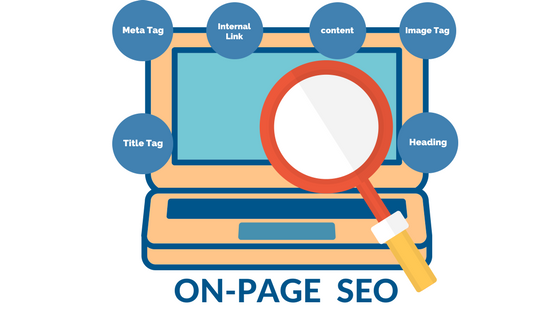 Meta Tag
Internal
Link
content
Image Tag
Title Tag
Heading
ON-PAGE SEO